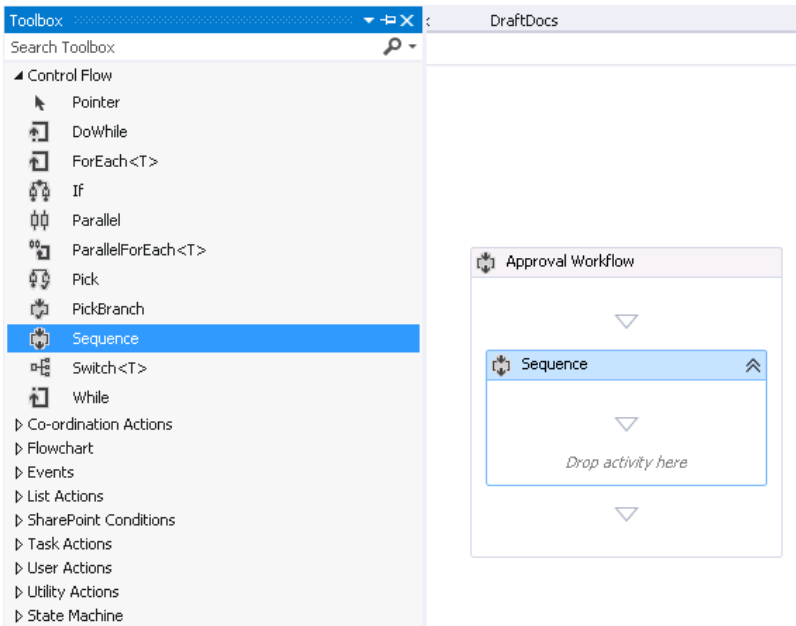 Toolbox
Search Toolbox
Control Flow
Pointer
DoWhile
ForEach<T>
If
Parallel
ParallelForEach<T>
Pick
PickBranch
Sequence
Switch<T>
While
Co-ordination Actions
Flowchart
Events
List Actions
SharePoint Conditions
Task Actions
User Actions
Utility Actions
State Machine
DraftDocs
Approval Workflow
Sequence
Drop activity here